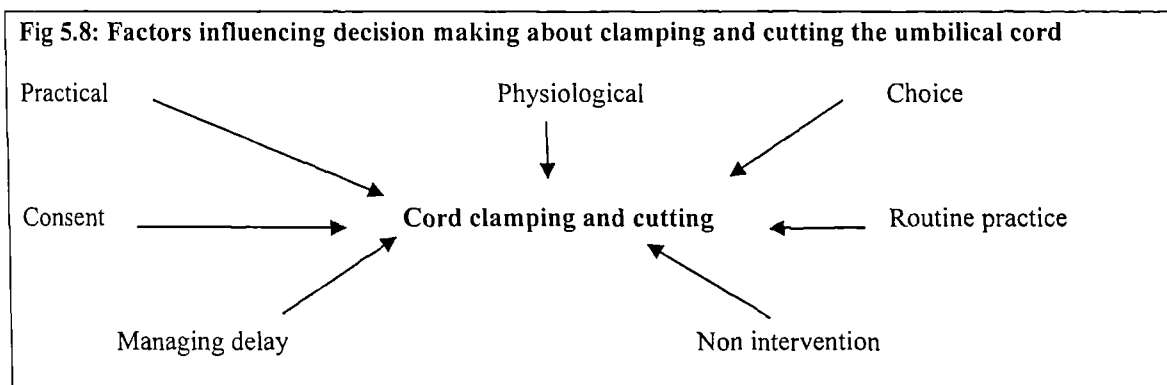 Fig 5.8: Factors influencing decision making about clamping and cutting the umbilical cord
Practical Physiological Choice
Consent Cord clamping and cutting Routine practice
Managing delay Non intervention